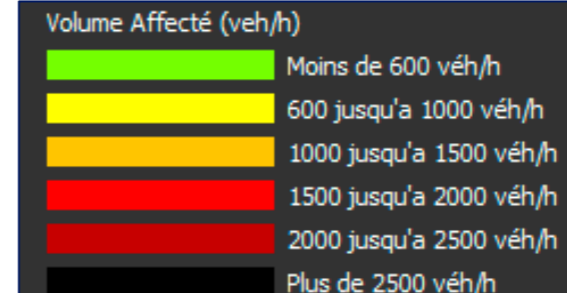 Volume Affecté (veh/h)
Moins de 600 véh/h
600 jusqu'a 1000 véh/h
1000 jusqu'a 1500 véh/h
1500 jusqu'a 2000 véh/h
2000 jusqu'a 2500 véh/h
Plus de 2500 véh/h